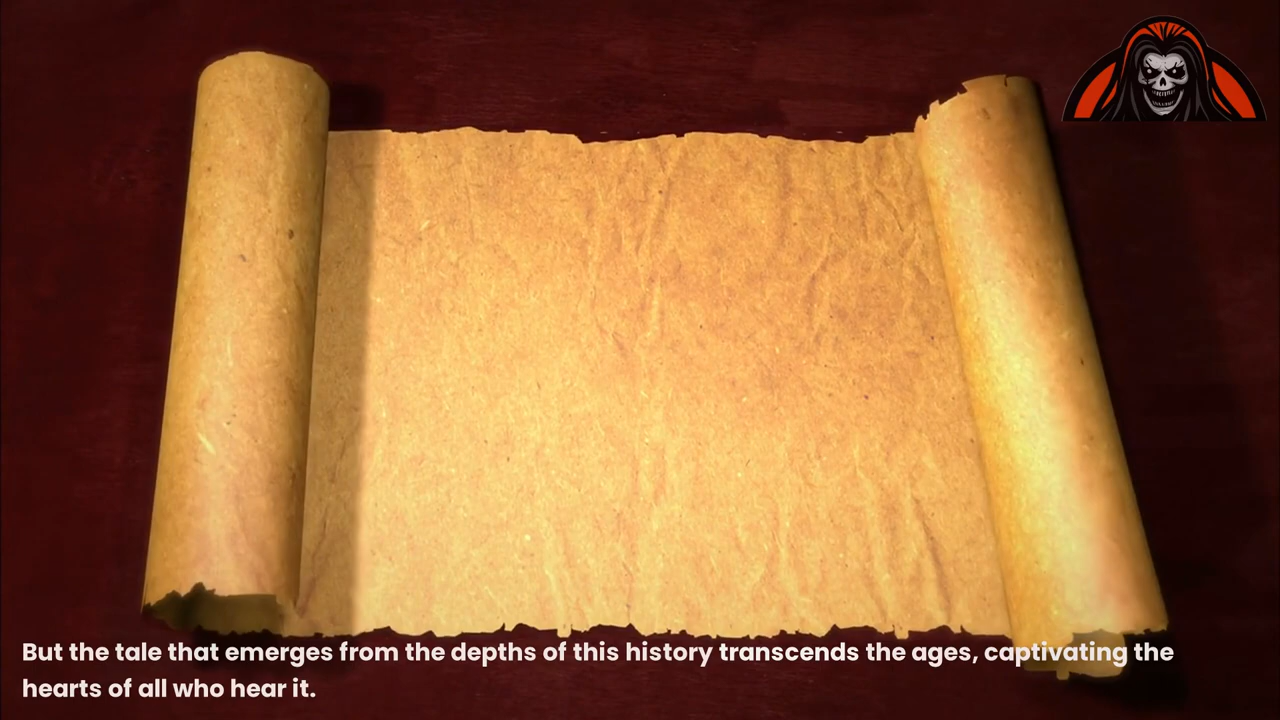 But the tale that emerges from the depths of this history transcends the ages, captivating the
hearts of all who hear it.